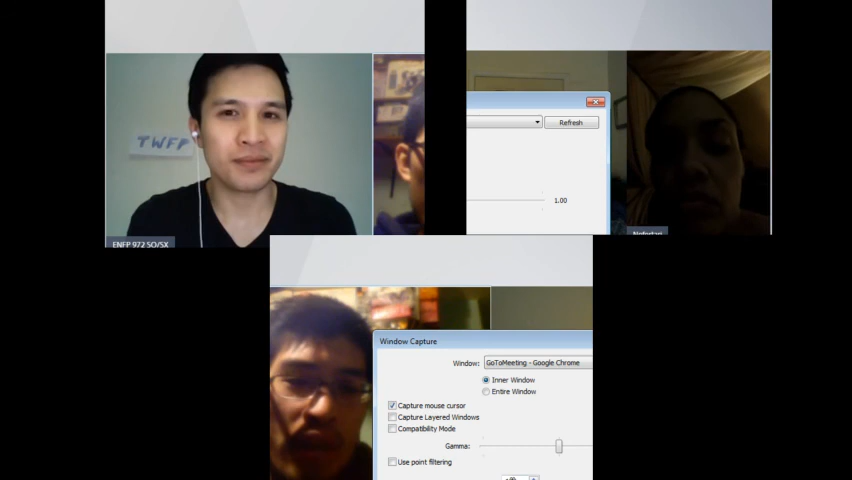 TWFP
ENFP 972 SO/SX
Refresh
1.00
Nefertari
Window Capture
Window:
GoToMeeting - Google Chrome
Inner Window
Entire Window
Capture mouse cursor
Capture Layered Windows
Compatibility Mode
Gamma:
Use point filtering